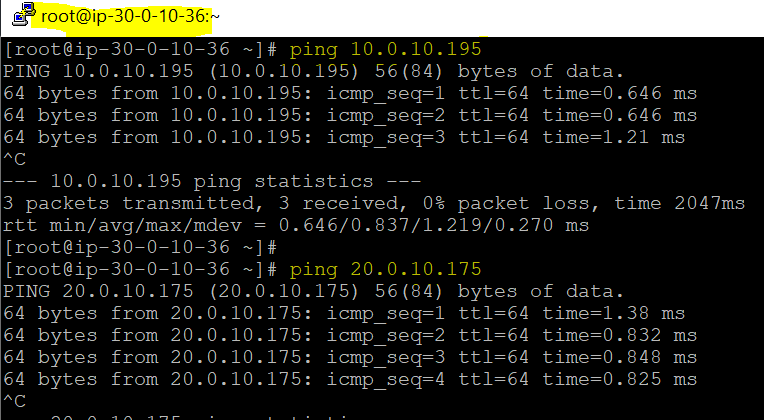 root@ip-30-0-10-36:~
[root@ip-30-0-10-36 ~]# ping 10.0.10.195
PING 10.0.10.195 (10.0.10.195) 56(84) bytes of data.
64 bytes from 10.0.10.195: icmp_seq=1 ttl=64 time=0.646 ms
64 bytes from 10.0.10.195: icmp_seq=2 ttl=64 time=0.646 ms
64 bytes from 10.0.10.195: icmp_seq=3 ttl=64 time=1.21 ms
^C
--- 10.0.10.195 ping statistics ---
3 packets transmitted, 3 received, 0% packet loss, time 2047ms
rtt min/avg/max/mdev = 0.646/0.837/1.219/0.270 ms
[root@ip-30-0-10-36 ~]#
[root@ip-30-0-10-36 ~]# ping 20.0.10.175
PING 20.0.10.175 (20.0.10.175) 56(84) bytes of data.
64 bytes from 20.0.10.175: icmp_seq=1 ttl=64 time=1.38 ms
64 bytes from 20.0.10.175: icmp_seq=2 ttl=64 time=0.832 ms
64 bytes from 20.0.10.175: icmp_seq=3 ttl=64 time=0.848 ms
64 bytes from 20.0.10.175: icmp_seq=4 ttl=64 time=0.825 ms
^C